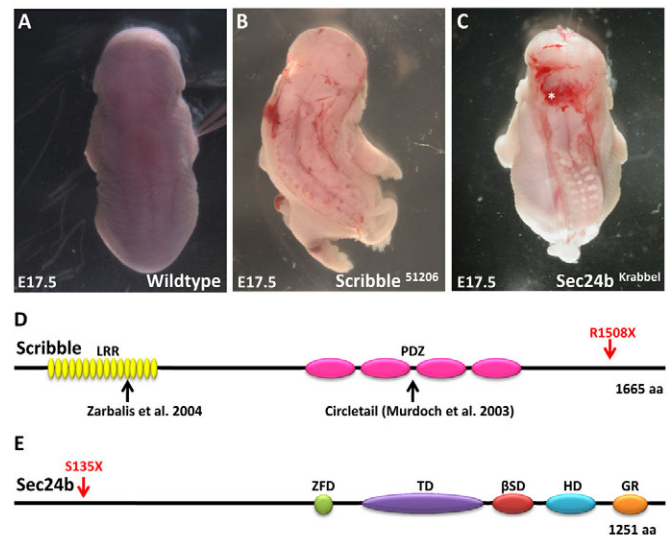 A
B
C
E17.5 Wildtype
E17.5 Scribble 51206
E17.5 Sec24b Krabbel
*
D
R1508X
Scribble
LRR
PDZ
1665 aa
Zarbalis et al. 2004
Circletail (Murdoch et al. 2003)
E
S135X
Sec24b
ZFD
TD
βSD
HD
GR
1251 aa